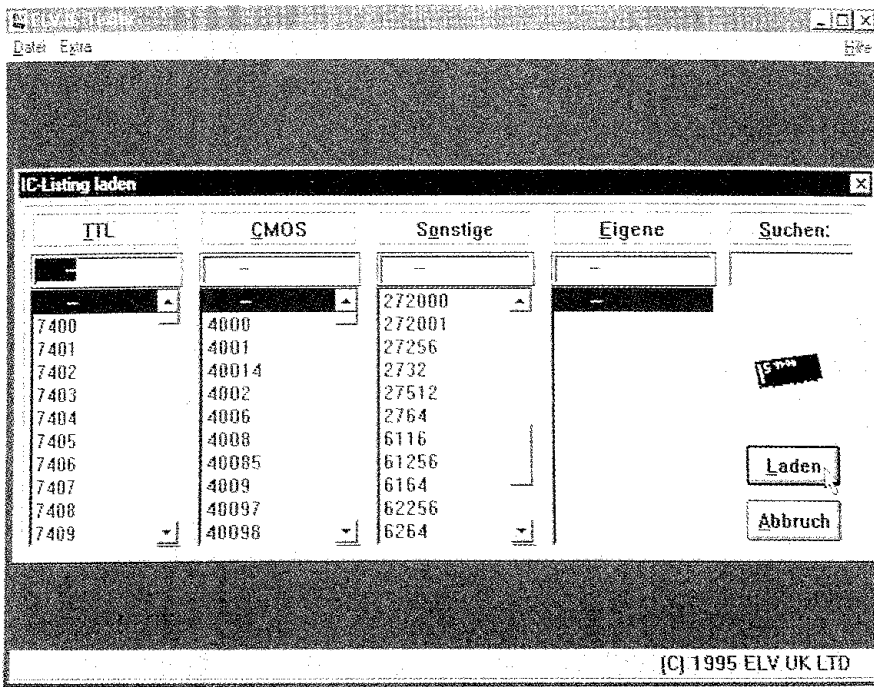 Datei Extra Hilfe
IC-Listing laden
TTL CMOS Sonstige Eigene Suchen:
– – – –
– – 272000 –
7400 4000 272001
7401 4001 27256
7402 40014 2732
7403 4002 27512
7404 4006 2764
7405 4008 6116
7406 40085 61256
7407 4009 6164
7408 40097 62256
7409 40098 6264
Laden
Abbruch
(C) 1995 ELV UK LTD